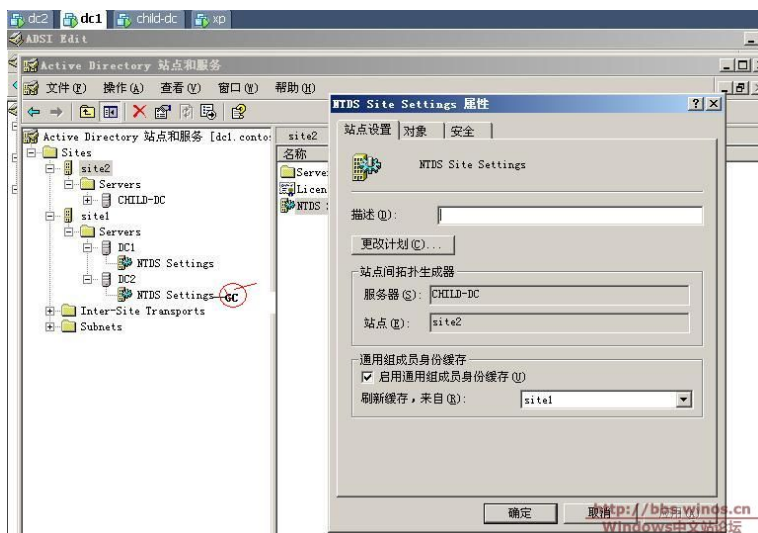 dc2 dc1 child-dc xp
ADSI Edit
Active Directory 站点和服务
文件(F) 操作(A) 查看(V) 窗口(W) 帮助(H)
Active Directory 站点和服务 [dc1.conto:
Sites
site2
Servers
CHILD-DC
site1
Servers
DC1
NTDS Settings
DC2
NTDS Settings GC
Inter-Site Transports
Subnets
site2
名称
Serve
Licen
NTDS
NTDS Site Settings 属性
站点设置 对象 安全
NTDS Site Settings
描述(D):
更改计划(C)...
站点间拓扑生成器
服务器(S): CHILD-DC
站点(E): site2
通用组成员身份缓存
启用通用组成员身份缓存(U)
刷新缓存,来自(R): site1
确定 取消
http://bbs.winos.cn
Windows中文站论坛